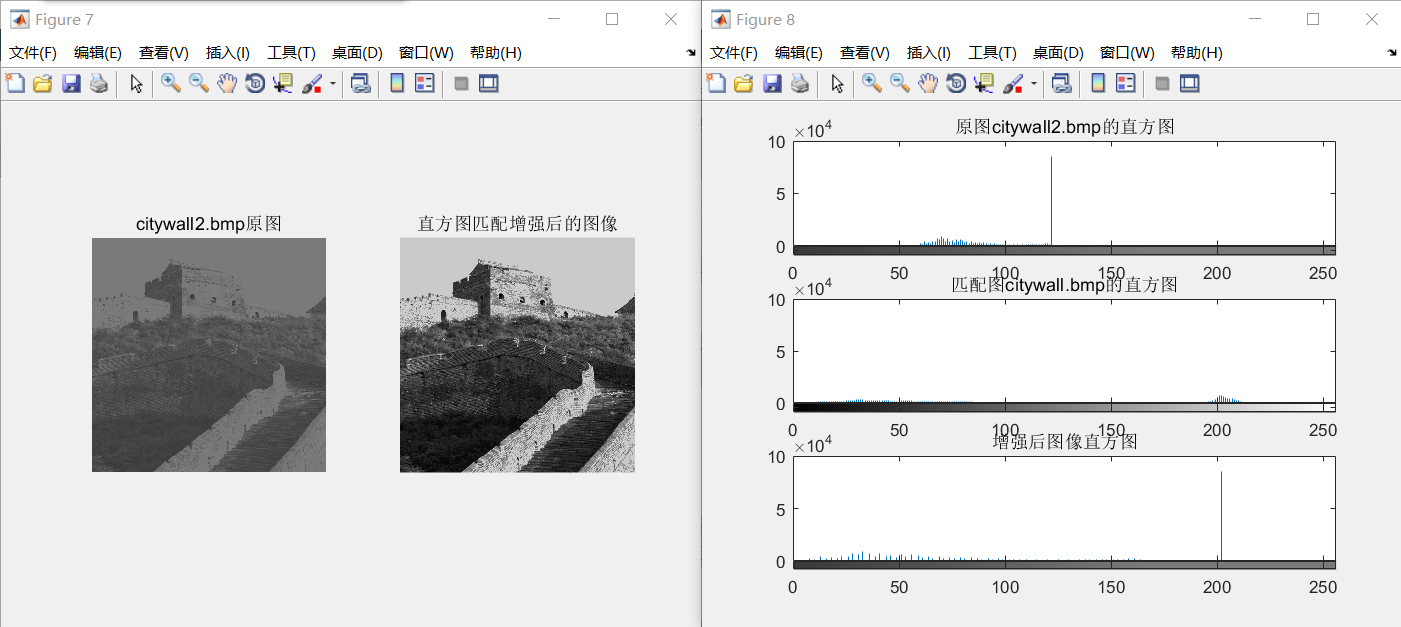 Figure 7
文件(F) 编辑(E) 查看(V) 插入(I) 工具(T) 桌面(D) 窗口(W) 帮助(H)
citywall2.bmp原图
直方图匹配增强后的图像
Figure 8
文件(F) 编辑(E) 查看(V) 插入(I) 工具(T) 桌面(D) 窗口(W) 帮助(H)
×10⁴
原图citywall2.bmp的直方图
10
5
0
0 50 100 150 200 250
×10⁴
匹配图citywall.bmp的直方图
10
5
0
0 50 100 150 200 250
×10⁴
增强后图像直方图
10
5
0
0 50 100 150 200 250